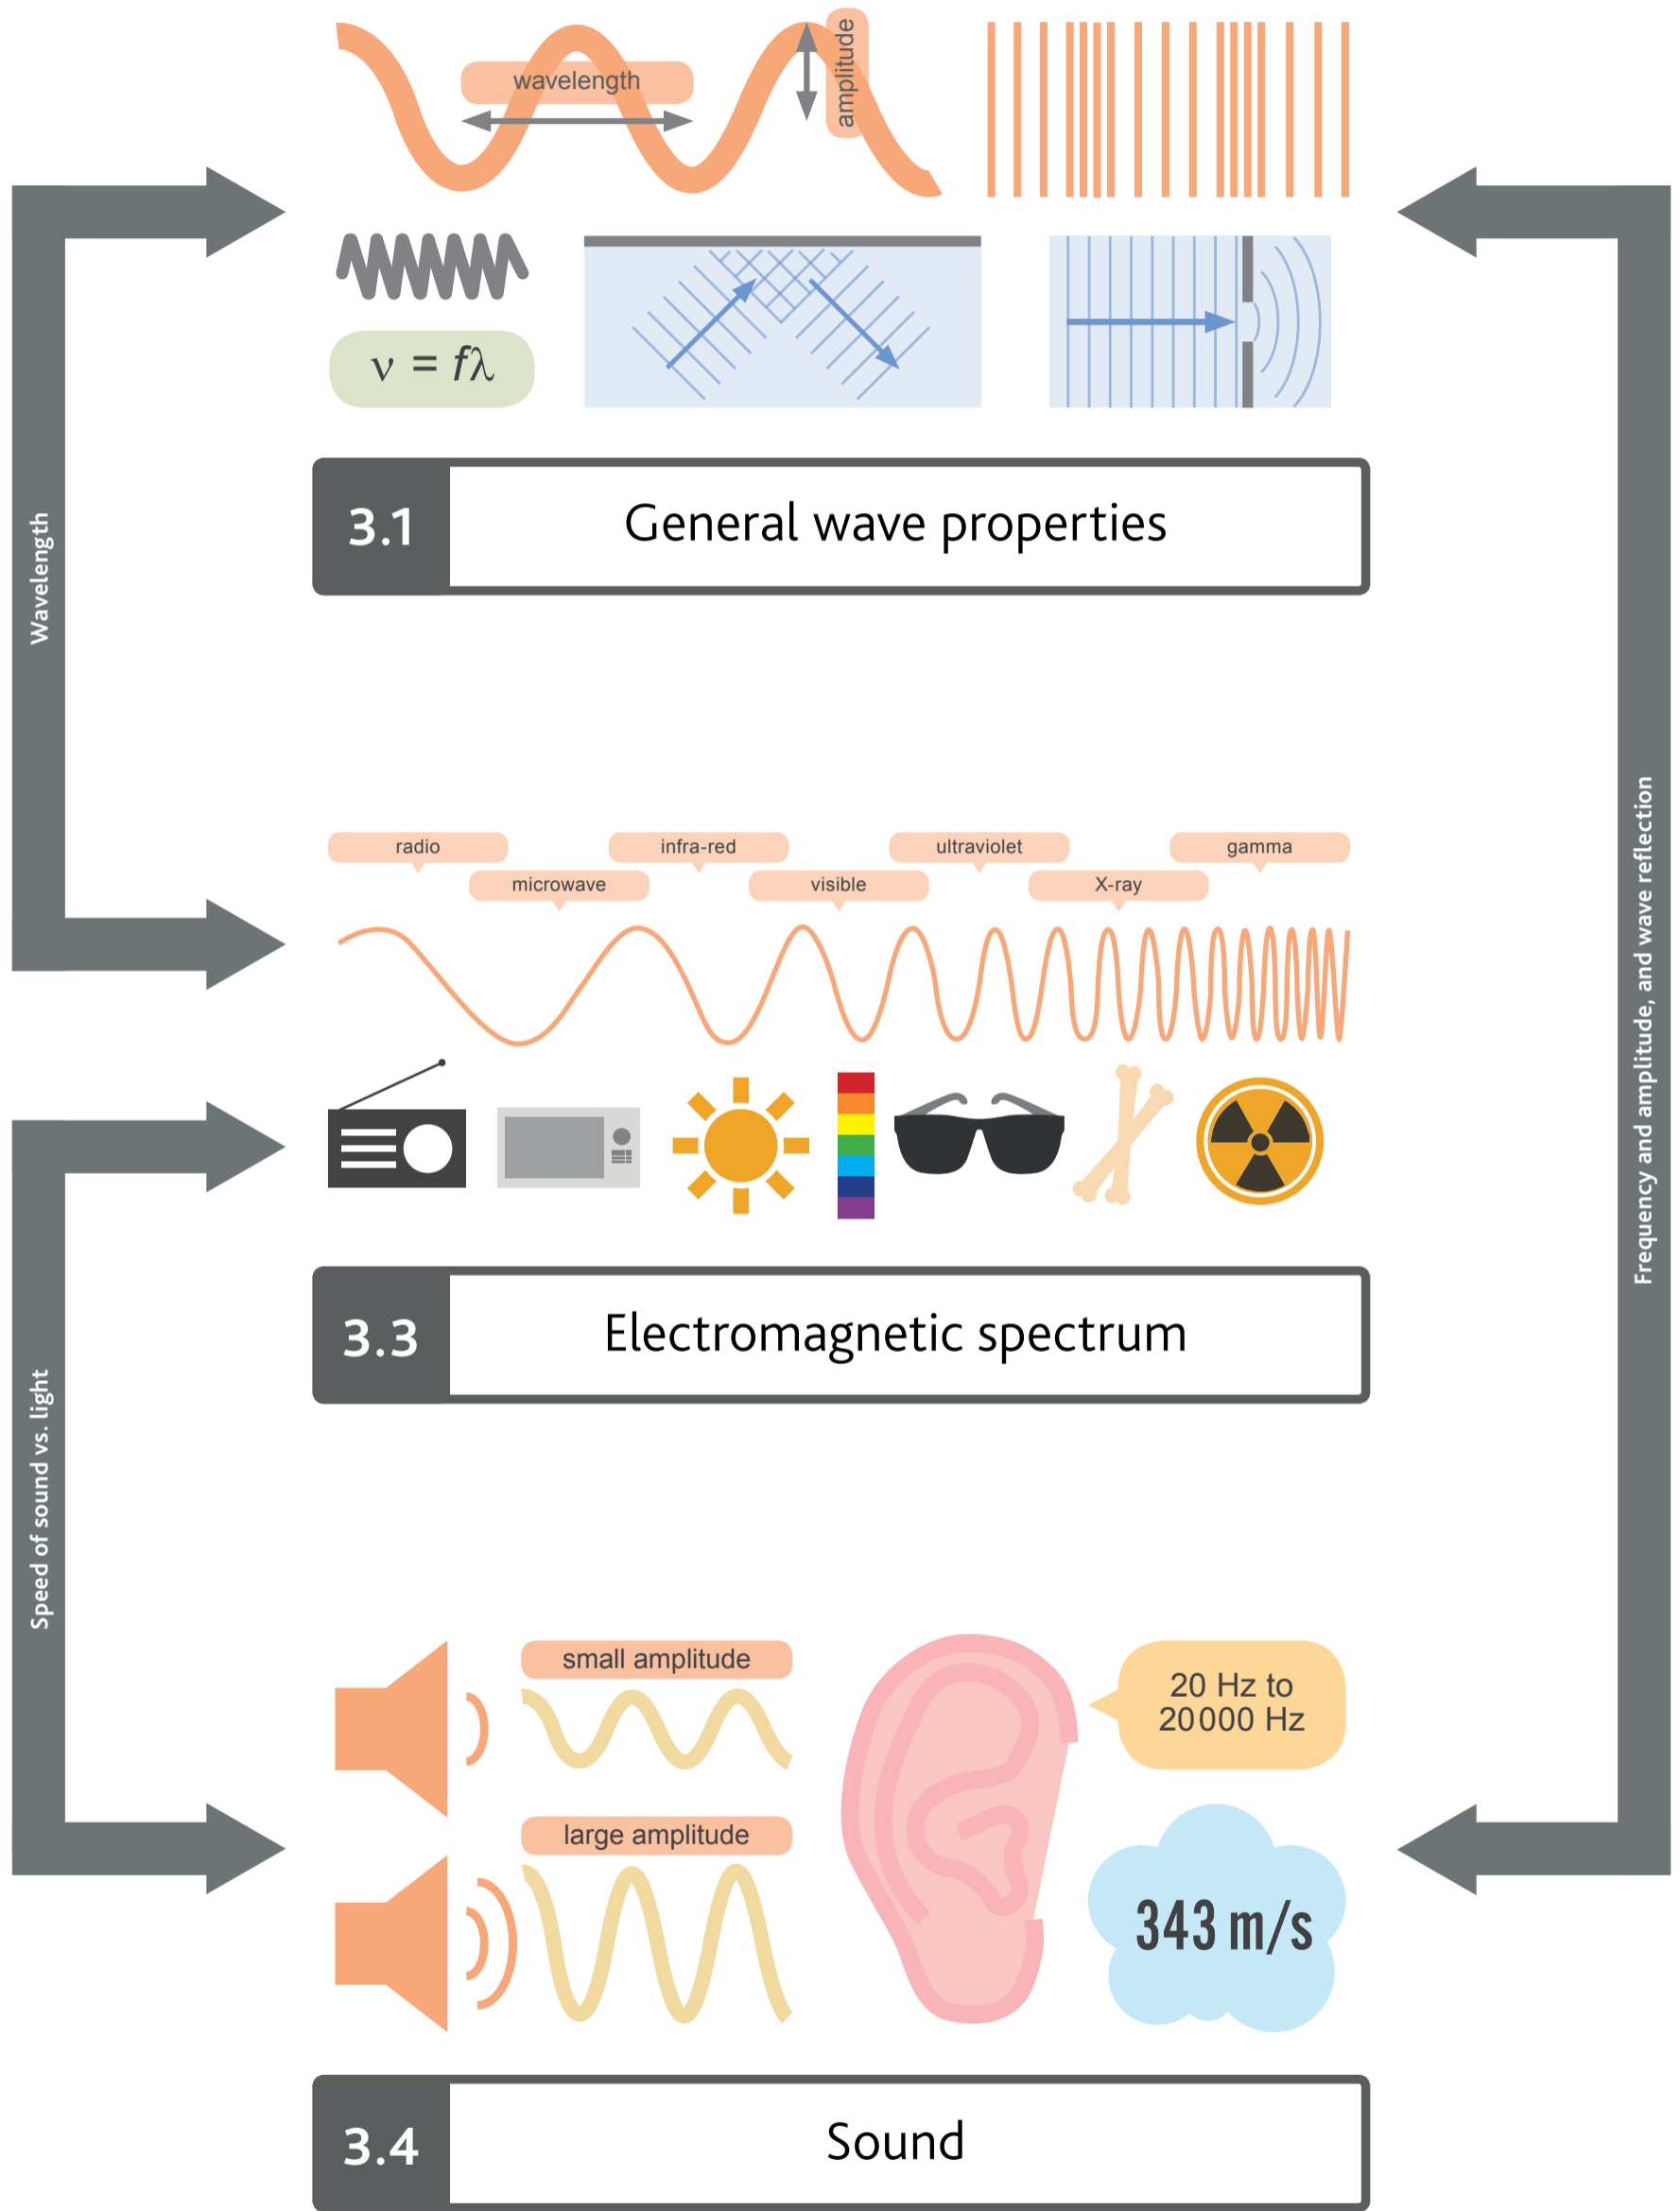 wavelength
amplitude
ν = fλ
3.1
General wave properties
Wavelength
radio
infra-red
ultraviolet
gamma
microwave
visible
X-ray
3.3
Electromagnetic spectrum
Frequency and amplitude, and wave reflection
Speed of sound vs. light
small amplitude
20 Hz to
20000 Hz
large amplitude
343 m/s
3.4
Sound